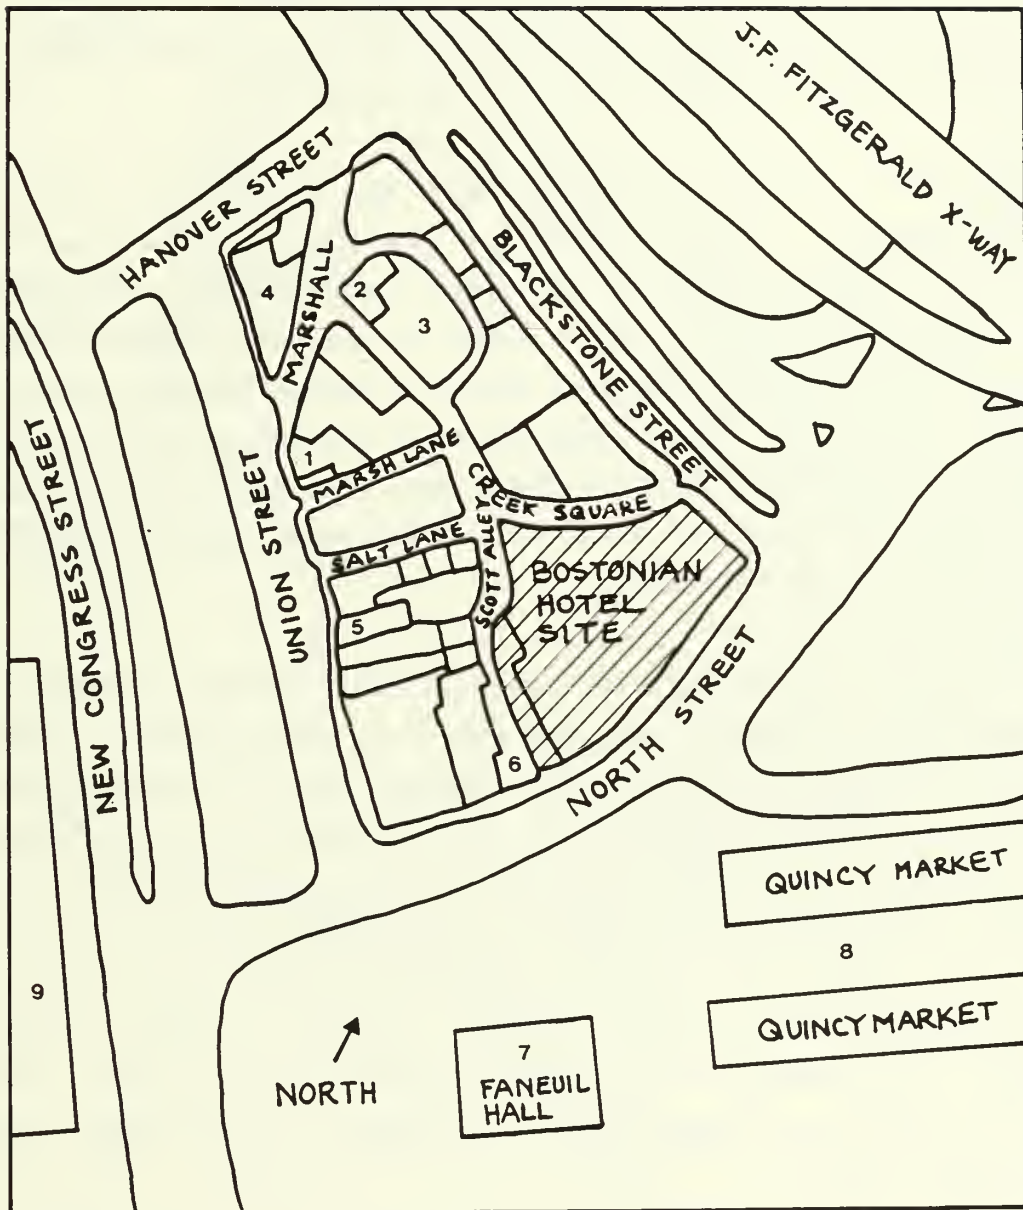 J.F. FITZGERALD X-WAY
HANOVER STREET
BLACKSTONE STREET
MARSHALL
4
2
3
1
MARSH LANE
NEW CONGRESS STREET
UNION STREET
CREEK SQUARE
SALT LANE
SCOTT ALLEY
BOSTONIAN
HOTEL
SITE
5
6
NORTH STREET
QUINCY MARKET
8
9
QUINCY MARKET
NORTH
7
FANEUIL
HALL